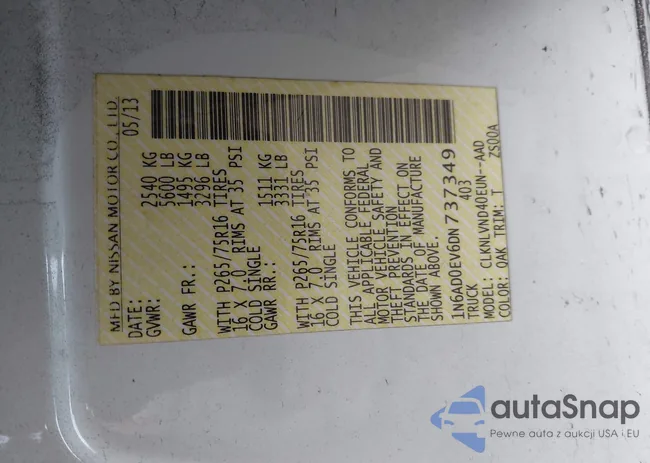 MFD BY NISSAN MOTOR CO., LTD.
DATE: 05/13
GVWR: 2540 KG
5600 LB
GAWR FR.: 1495 KG
3296 LB
WITH P265/75R16 TIRES
16 X 7.0 RIMS AT 35 PSI
COLD SINGLE
GAWR RR.: 1511 KG
3331 LB
WITH P265/75R16 TIRES
16 X 7.0 RIMS AT 35 PSI
COLD SINGLE
THIS VEHICLE CONFORMS TO
ALL APPLICABLE FEDERAL
MOTOR VEHICLE SAFETY AND
THEFT PREVENTION
STANDARDS IN EFFECT ON
THE DATE OF MANUFACTURE
SHOWN ABOVE.
1N6AD0EV6DN737349
TRUCK 403
MODEL: CLKNLVND40EUN--AAD
COLOR: QAK TRIM: T ZS00A
autaSnap
Pewne auta z aukcji USA i EU